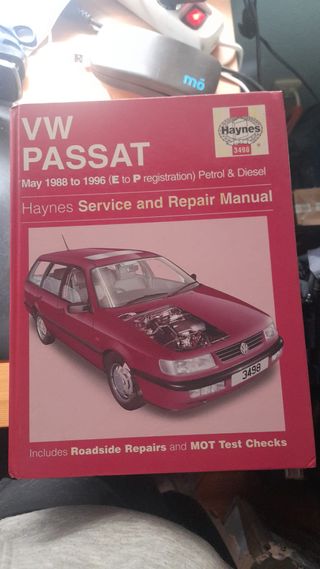 mō
VW
PASSAT
Haynes
3498
May 1988 to 1996 (E to P registration) Petrol & Diesel
Haynes Service and Repair Manual
3498
Includes Roadside Repairs and MOT Test Checks